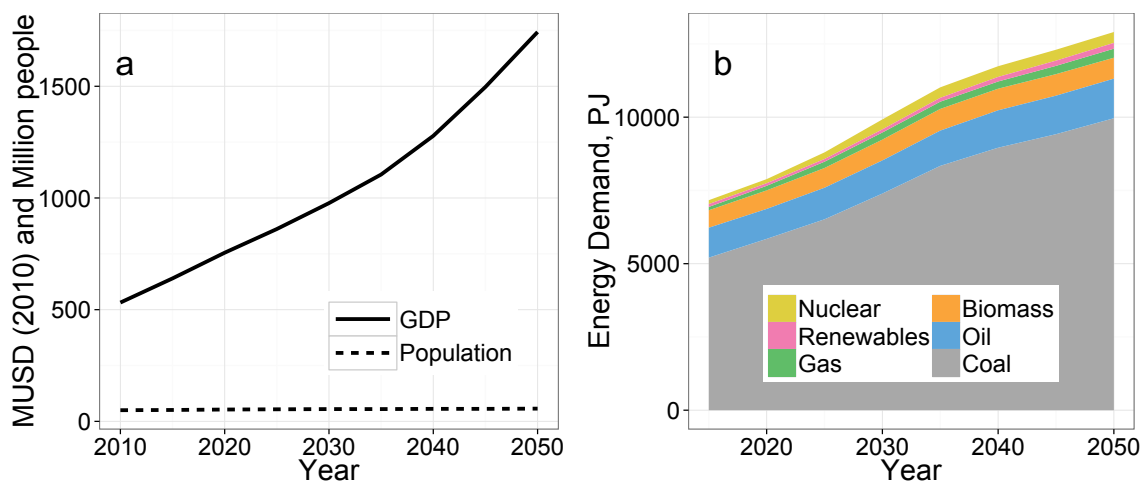 a
MUSD (2010) and Million people
1500
1000
500
0
GDP
Population
2010 2020 2030 2040 2050
Year
b
Energy Demand, PJ
10000
5000
0
Nuclear Biomass
Renewables Oil
Gas Coal
2020 2030 2040 2050
Year